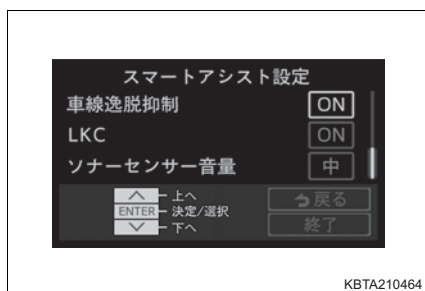 スマートアシスト設定
車線逸脱抑制 ON
LKC ON
ソナーセンサー音量 中
上へ
ENTER 決定/選択 戻る
下へ 終了
KBTA210464